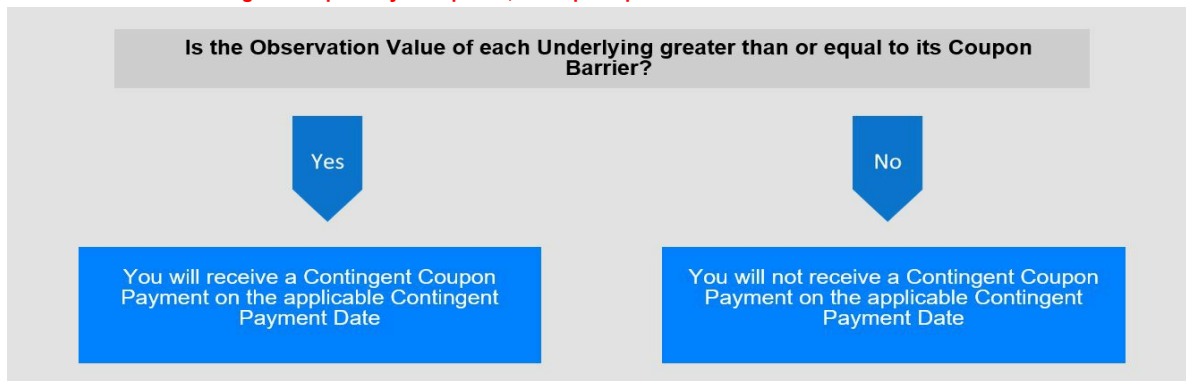 Is the Observation Value of each Underlying greater than or equal to its Coupon
Barrier?
Yes
No
You will receive a Contingent Coupon
Payment on the applicable Contingent
Payment Date
You will not receive a Contingent Coupon
Payment on the applicable Contingent
Payment Date